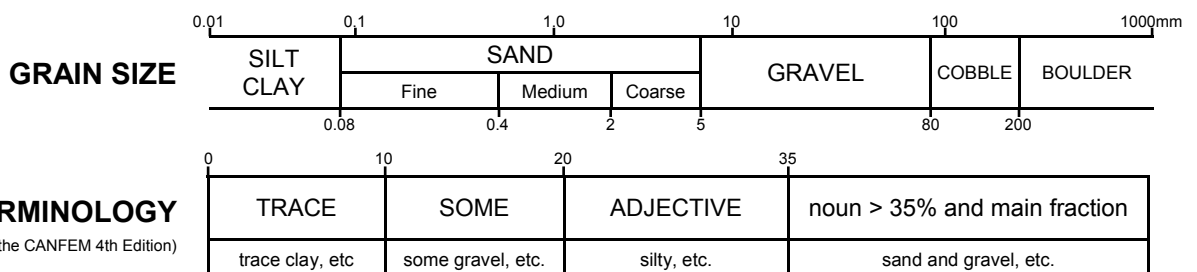 0.01 0.1 1.0 10 100 1000mm
GRAIN SIZE
SILT CLAY
SAND
Fine Medium Coarse
GRAVEL
COBBLE
BOULDER
0.08 0.4 2 5 80 200
0 10 20 35
RMINOLOGY
the CANFEM 4th Edition)
TRACE SOME ADJECTIVE noun > 35% and main fraction
trace clay, etc some gravel, etc. silty, etc. sand and gravel, etc.